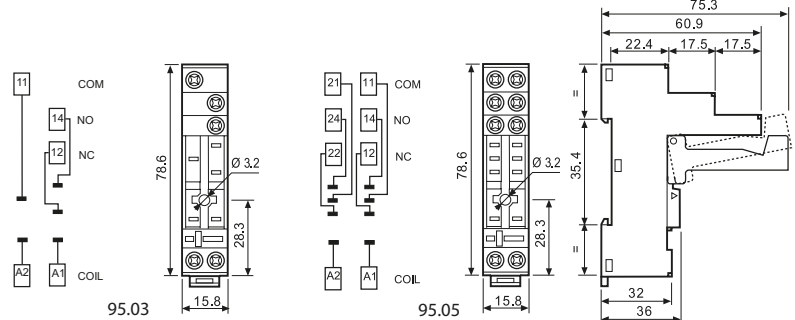 11 COM
14 NO
12 NC
A2 A1 COIL
95.03
78.6
Ø 3.2
28.3
15.8
21 11 COM
24 14 NO
22 12 NC
A2 A1 COIL
95.05
78.6
Ø 3.2
28.3
15.8
75.3
60.9
22.4 17.5 17.5
=
35.4
=
32
36